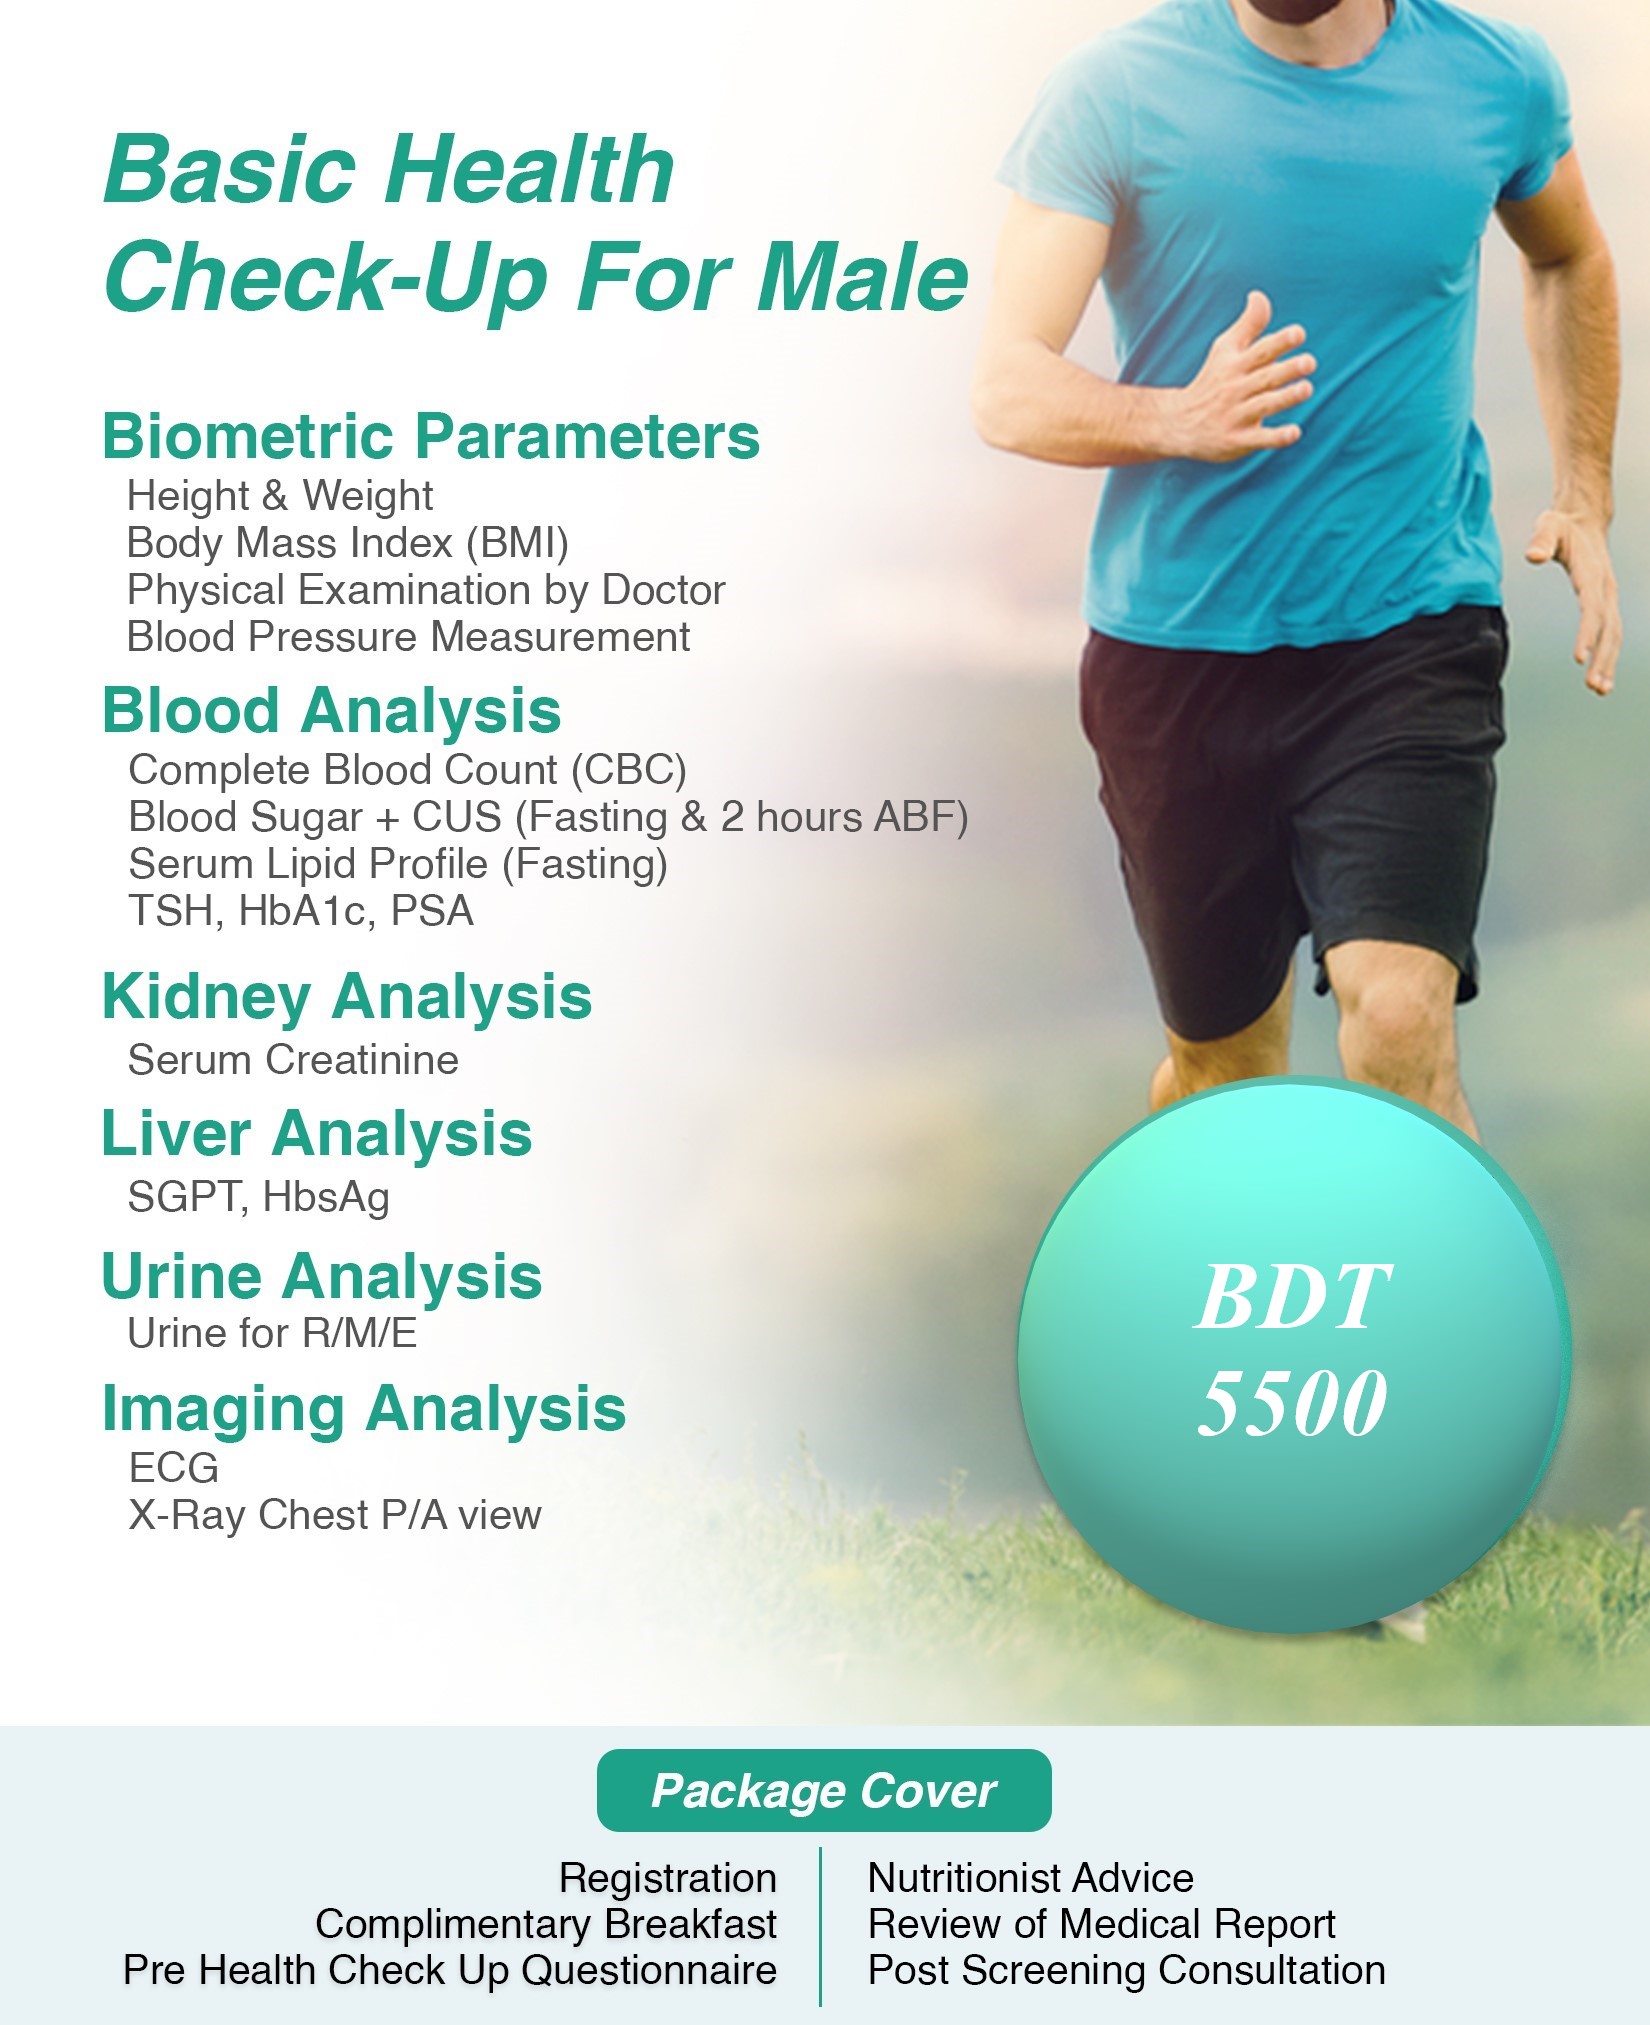 Basic Health
Check-Up For Male
Biometric Parameters
Height & Weight
Body Mass Index (BMI)
Physical Examination by Doctor
Blood Pressure Measurement
Blood Analysis
Complete Blood Count (CBC)
Blood Sugar + CUS (Fasting & 2 hours ABF)
Serum Lipid Profile (Fasting)
TSH, HbA1c, PSA
Kidney Analysis
Serum Creatinine
Liver Analysis
SGPT, HbsAg
Urine Analysis
Urine for R/M/E
Imaging Analysis
ECG
X-Ray Chest P/A view
BDT
5500
Package Cover
Registration
Complimentary Breakfast
Pre Health Check Up Questionnaire
Nutritionist Advice
Review of Medical Report
Post Screening Consultation